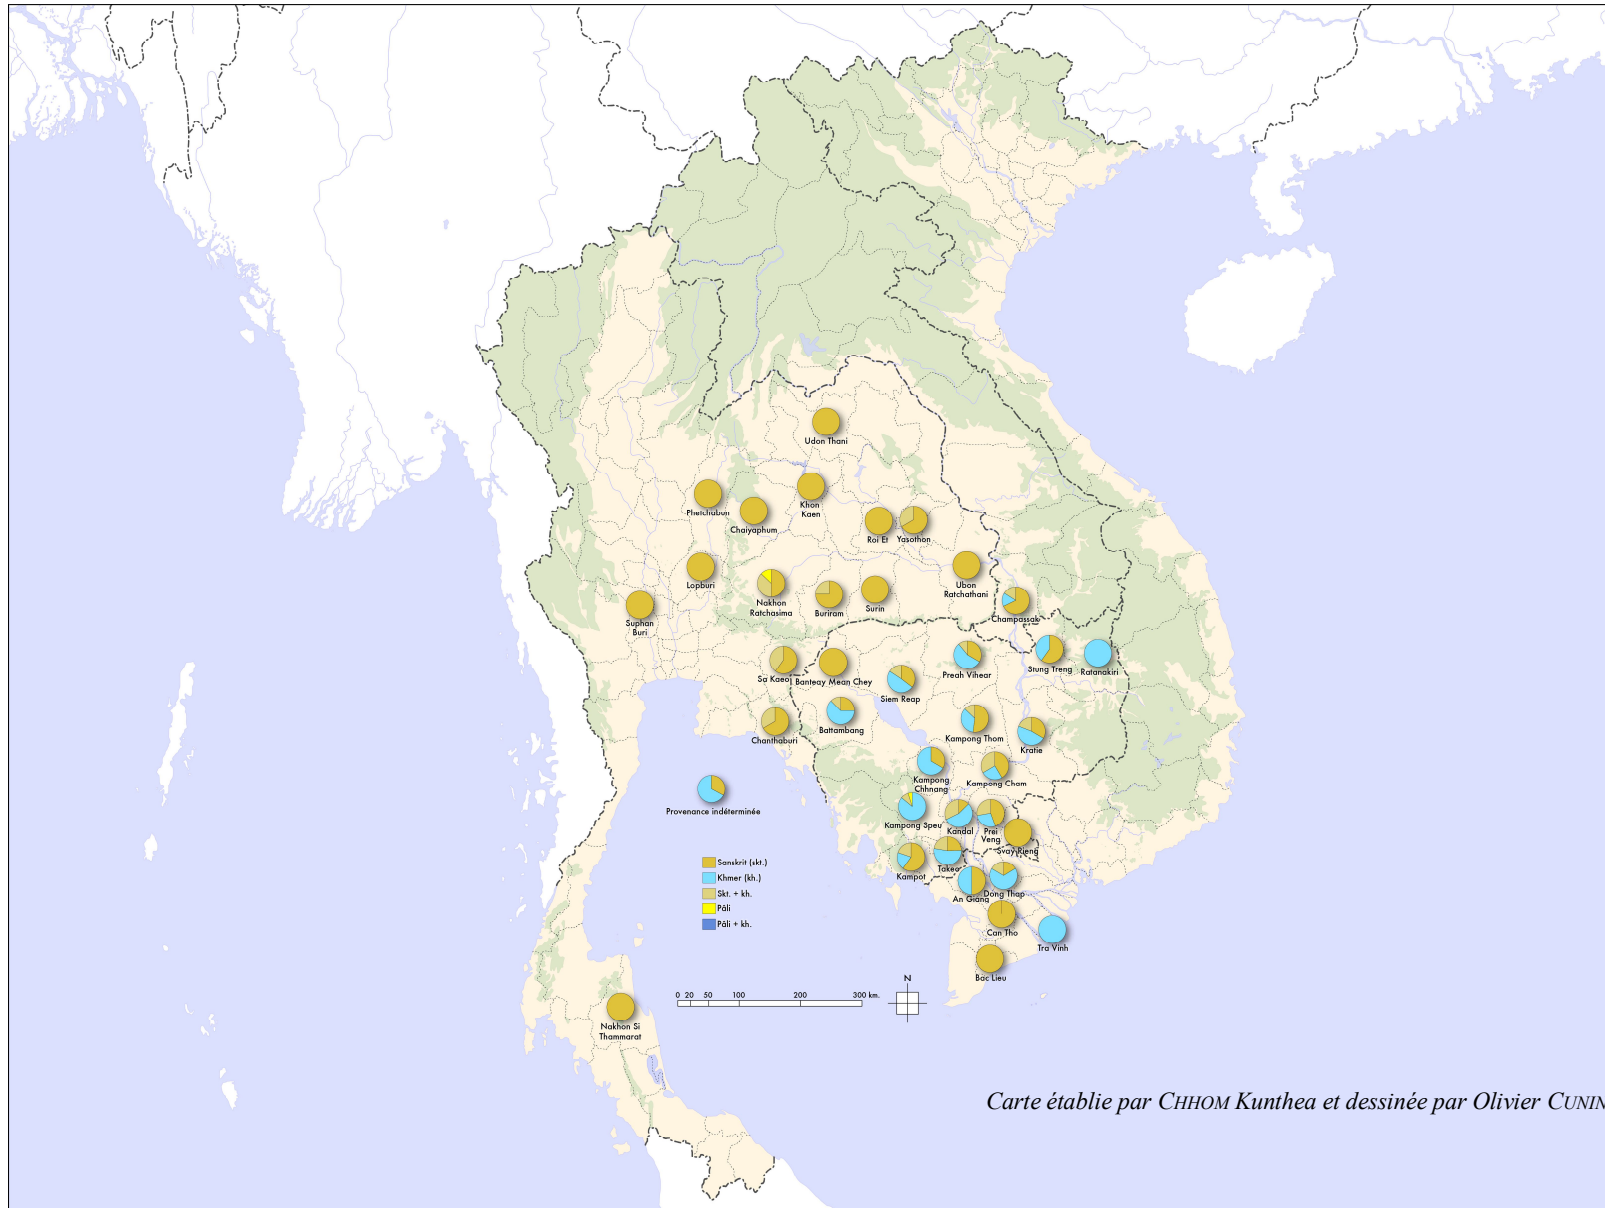 Udon Thani
Phetchabun
Chaiyaphum
Khon
Kaen
Roi Et
Yasothon
Lopburi
Nakhon
Ratchasima
Buriram
Surin
Ubon
Ratchathani
Champassak
Suphan
Buri
Sa Kaeo
Banteay Mean Chey
Siem Reap
Preah Vihear
Srung Treng
Ratanakiri
Chanthaburi
Battambang
Kampong Thom
Kratie
Kampong
Chhnang
Kampong Cham
Provenance indéterminée
Kampong Speu
Kandal
Prei
Veng
Svay Rieng
Kampot
Takeo
An Giang
Dong Thap
Can Tho
Tra Vinh
Bac Lieu
Sanskrit (skt.)
Khmer (kh.)
Skt. + kh.
Pāli
Pāli + kh.
0 20 50 100 200 300 km.
N
Nakhon Si
Thammarat
Carte établie par CHHOM Kunthea et dessinée par Olivier CUNIN